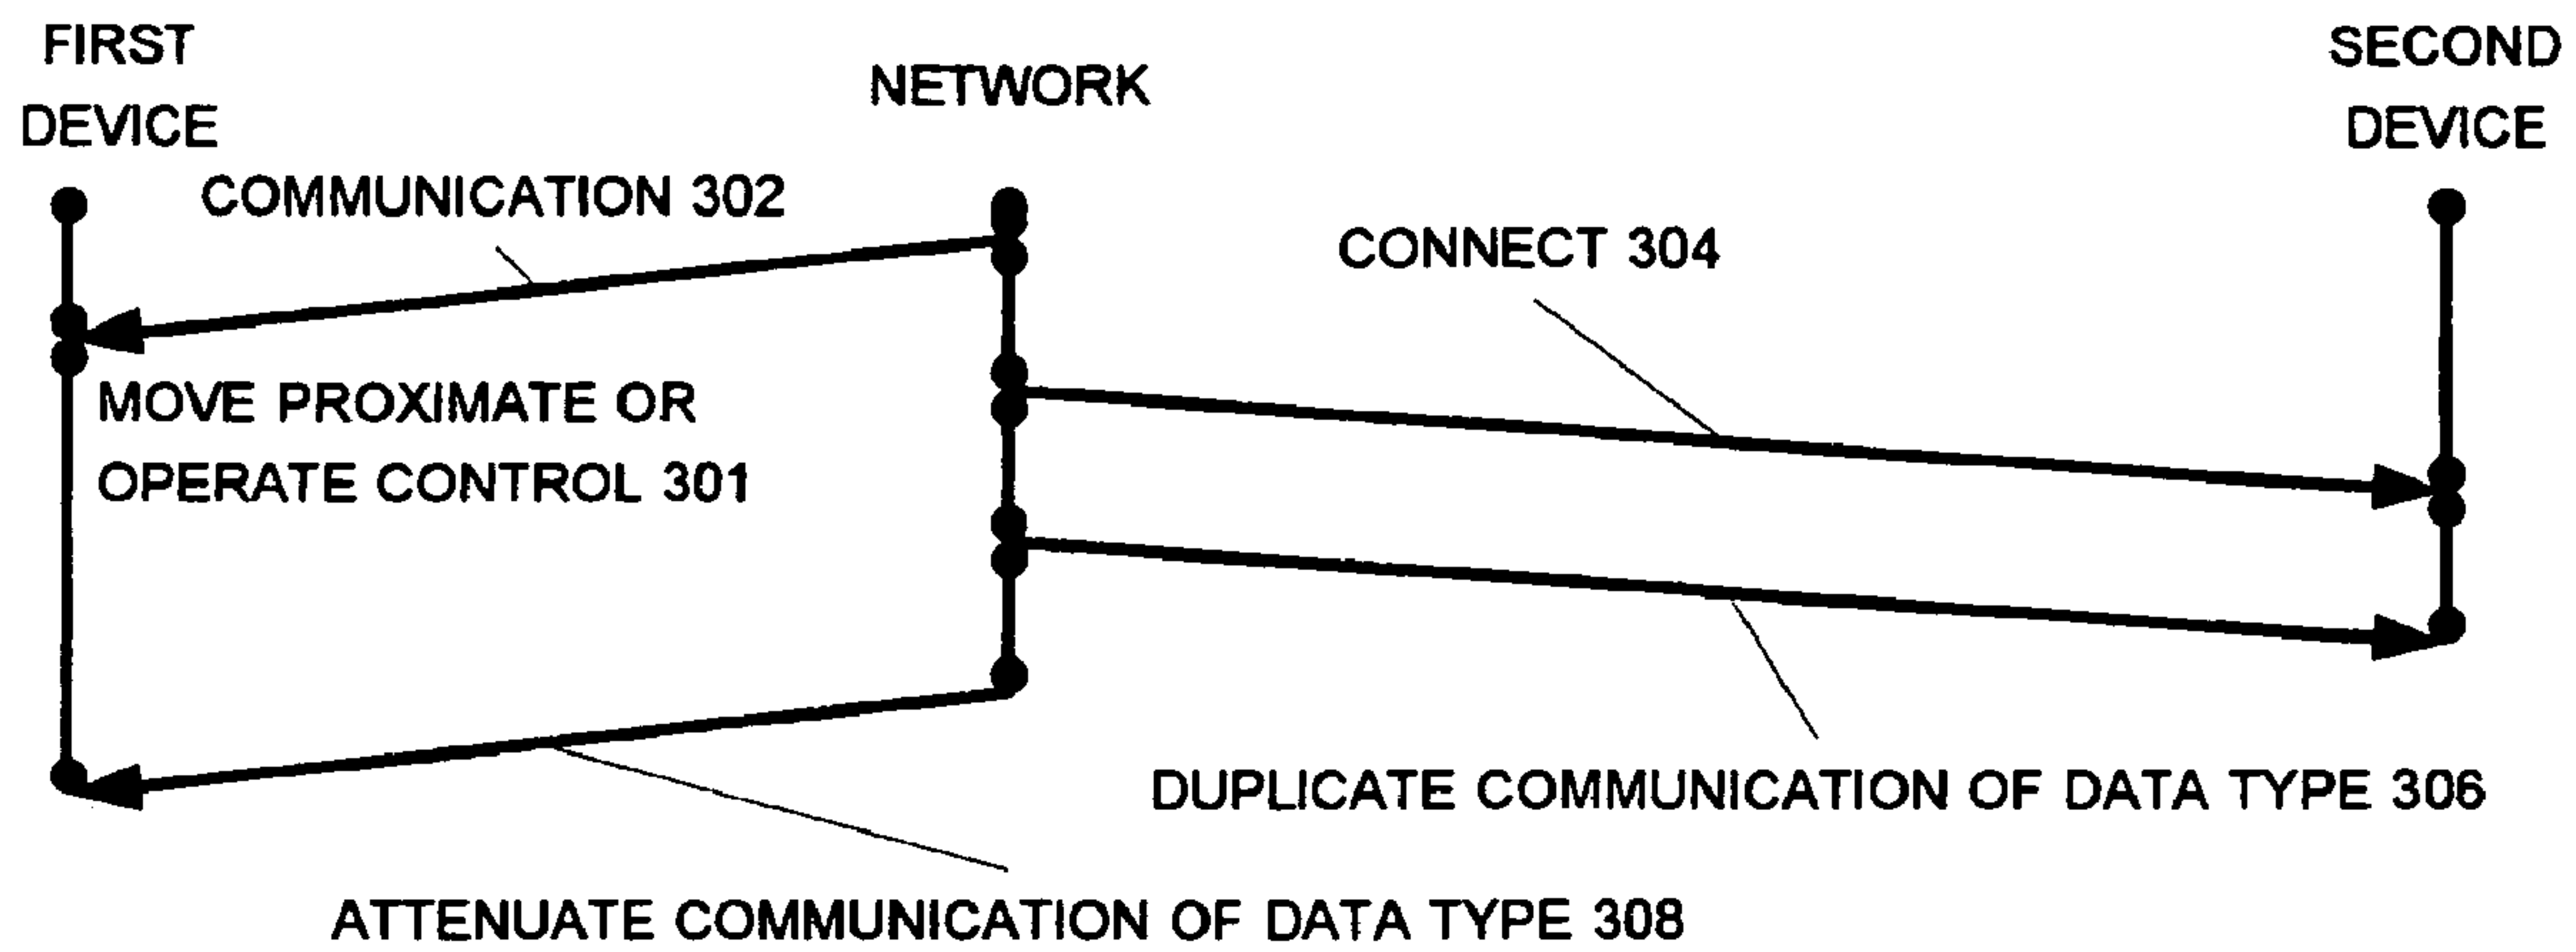 FIRST
DEVICE
NETWORK
SECOND
DEVICE
COMMUNICATION 302
CONNECT 304
MOVE PROXIMATE OR
OPERATE CONTROL 301
DUPLICATE COMMUNICATION OF DATA TYPE 306
ATTENUATE COMMUNICATION OF DATA TYPE 308